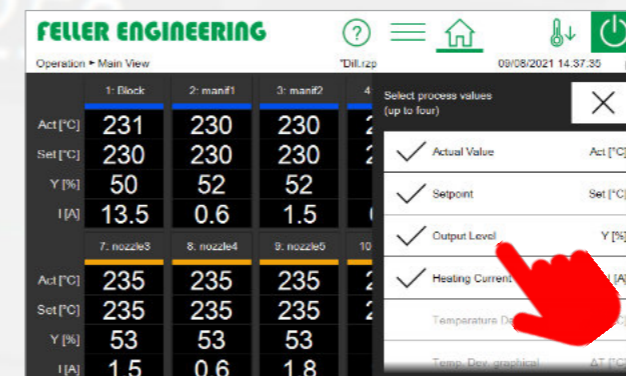 FELLER ENGINEERING
?
Operation ► Main View
"Dill.rzp
09/08/2021 14:37:35
1: Block 2: manif1 3: manif2 4
Act [°C] 231 230 230
Set [°C] 230 230 230
Y [%] 50 52 52
I [A] 13.5 0.6 1.5
7: nozzle3 8: nozzle4 9: nozzle5 10
Act [°C] 235 235 235
Set [°C] 235 235 235
Y [%] 53 53 53
I [A] 1.5 0.6 1.8
Select process values
(up to four)
Actual Value Act [°C]
Setpoint Set [°C]
Output Level Y [%]
Heating Current [A]
Temperature
Temp. Dev. graphical ΔT [°C]